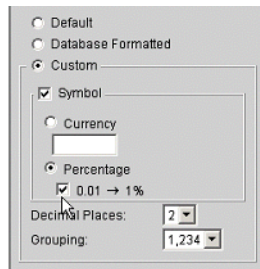 Default
Database Formatted
Custom
Symbol
Currency
Percentage
0.01 → 1%
Decimal Places: 2
Grouping: 1,234